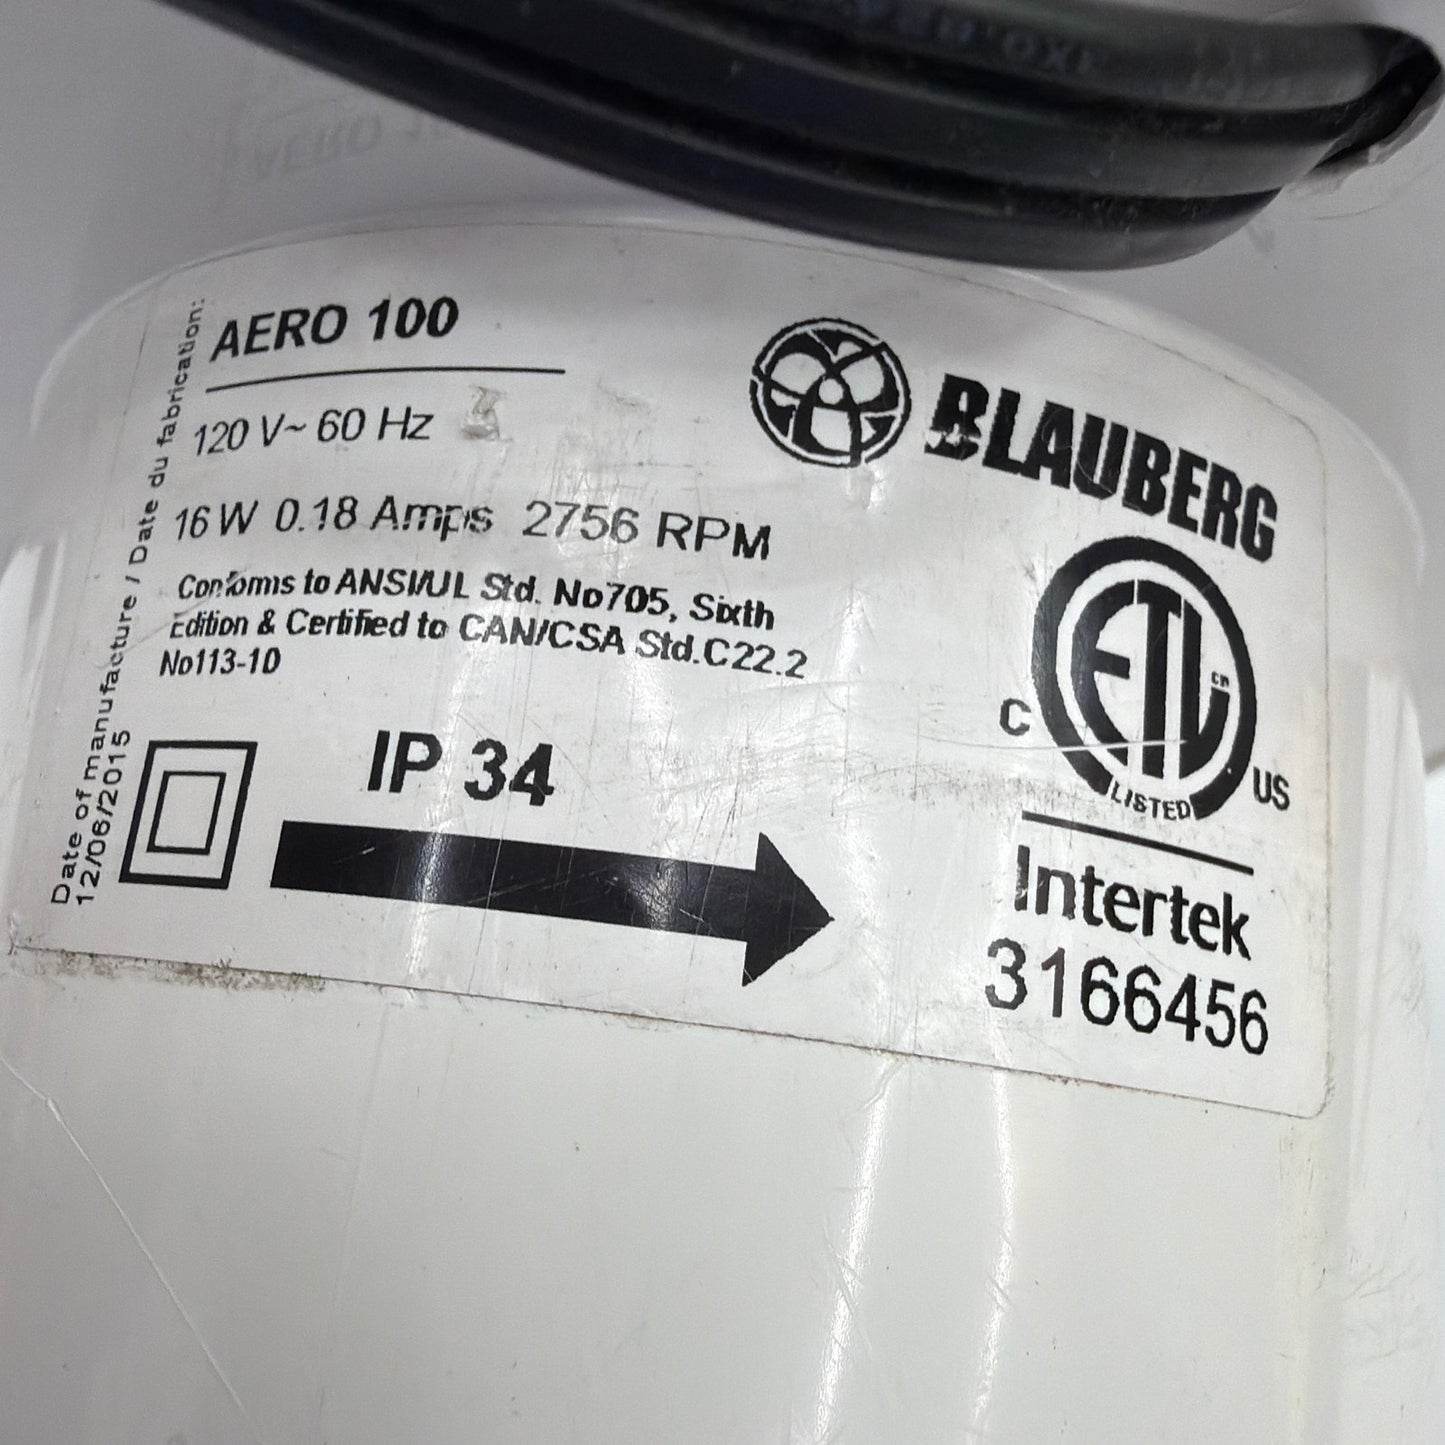 AERO 100
120 V~ 60 Hz
16 W 0.18 Amps 2756 RPM
Conforms to ANSI/UL Std. No705, Sixth
Edition & Certified to CAN/CSA Std.C22.2
No113-10
IP 34
Date of manufacture / Date du fabrication:
12/06/2015
BLAUBERG
C ETL CM US
LISTED
Intertek
3166456
AERO